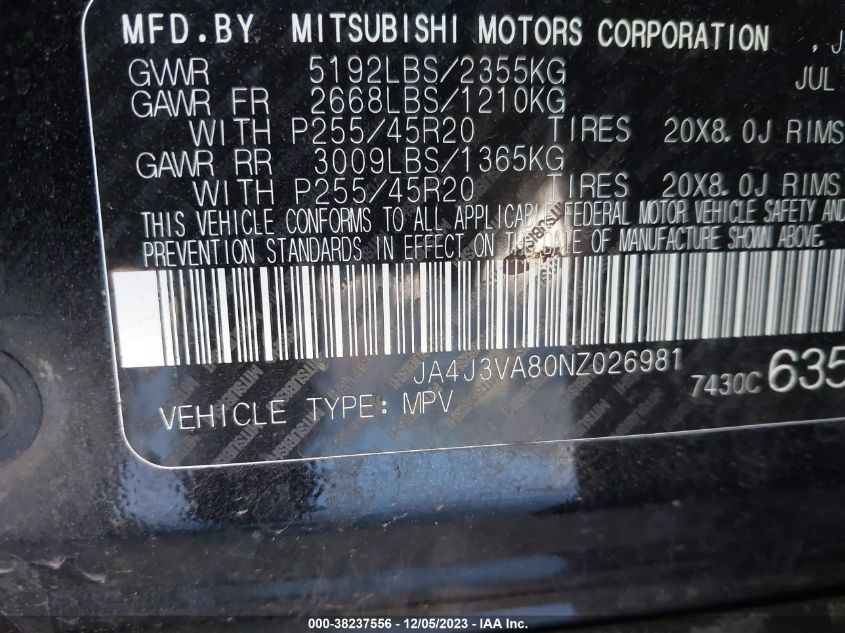 MFD.BY MITSUBISHI MOTORS CORPORATION , J
GVWR 5192LBS/2355KG JUL
GAWR FR 2668LBS/1210KG
WITH P255/45R20 TIRES 20X8.0J RIMS
GAWR RR 3009LBS/1365KG
WITH P255/45R20 TIRES 20X8.0J RIMS
THIS VEHICLE CONFORMS TO ALL APPLICABLE FEDERAL MOTOR VEHICLE SAFETY AND
PREVENTION STANDARDS IN EFFECT ON THE DATE OF MANUFACTURE SHOWN ABOVE.
JA4J3VA80NZ026981
7430C 635
VEHICLE TYPE: MPV
000-38237556 - 12/05/2023 - IAAI.com